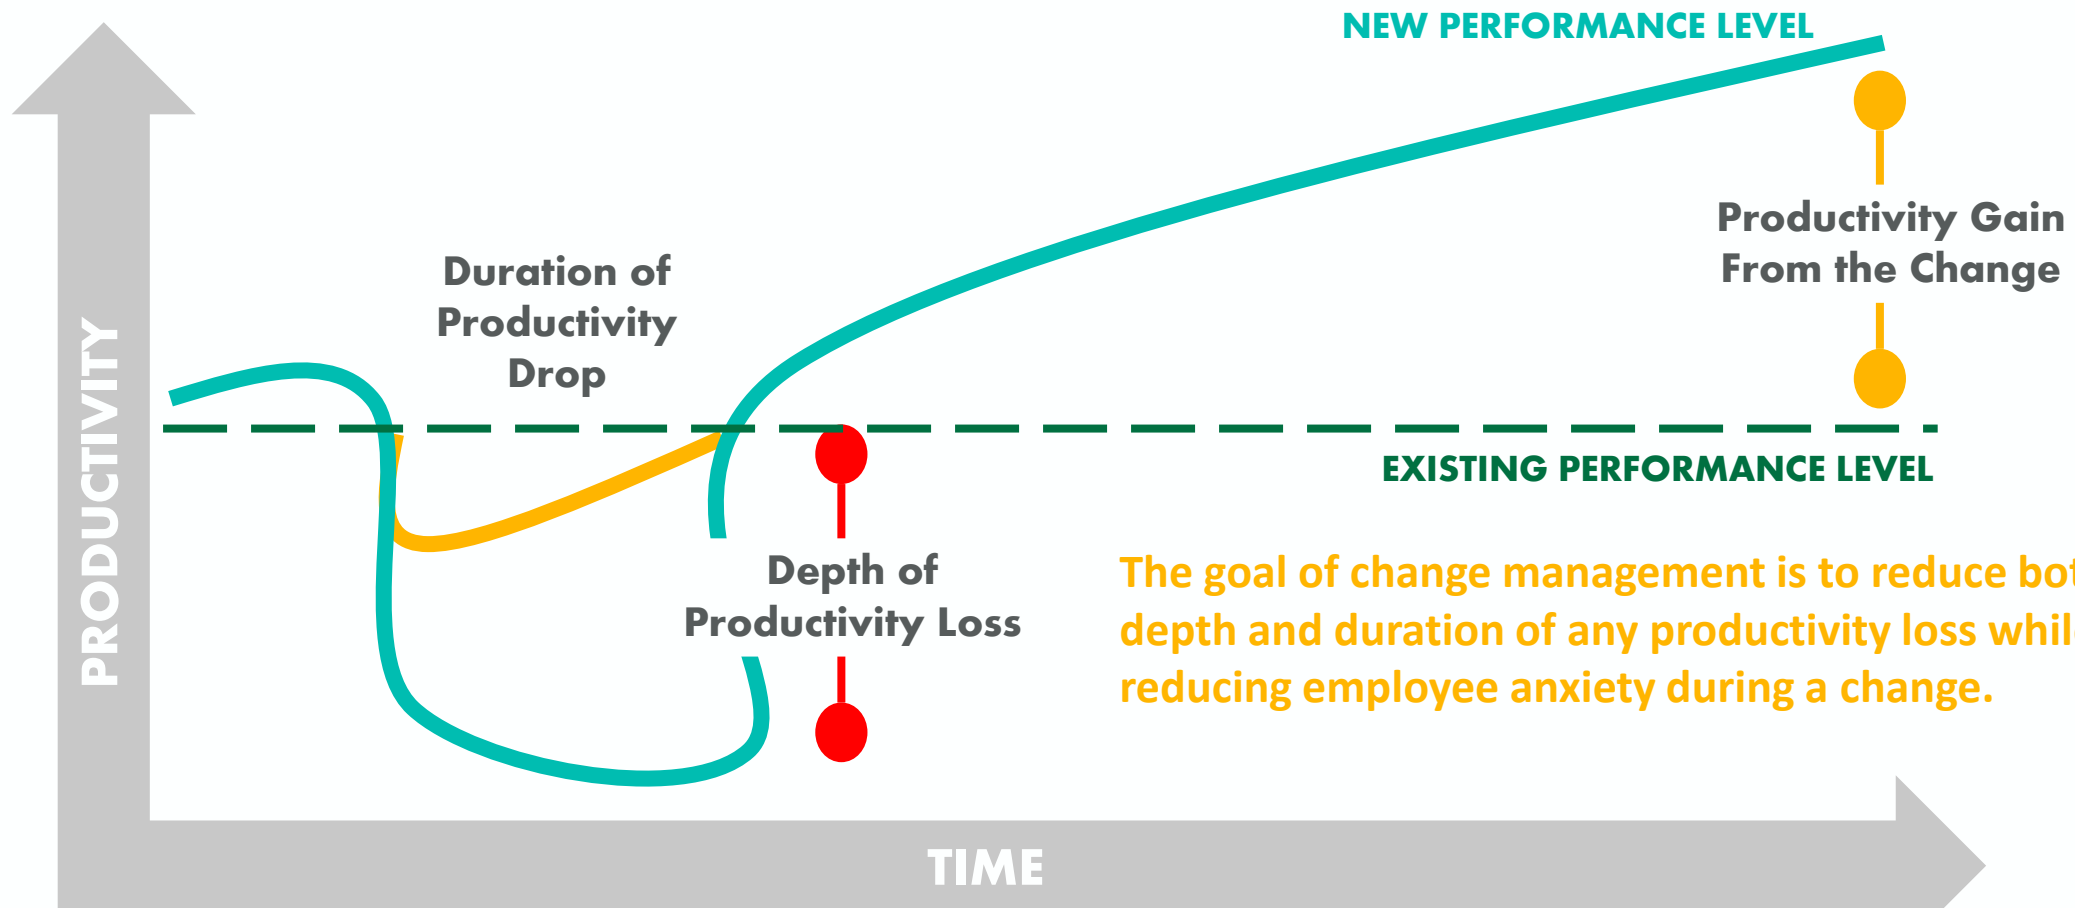 NEW PERFORMANCE LEVEL
Productivity Gain
From the Change
Duration of
Productivity
Drop
PRODUCTIVITY
EXISTING PERFORMANCE LEVEL
Depth of
Productivity Loss
The goal of change management is to reduce bot
depth and duration of any productivity loss whil
reducing employee anxiety during a change.
TIME